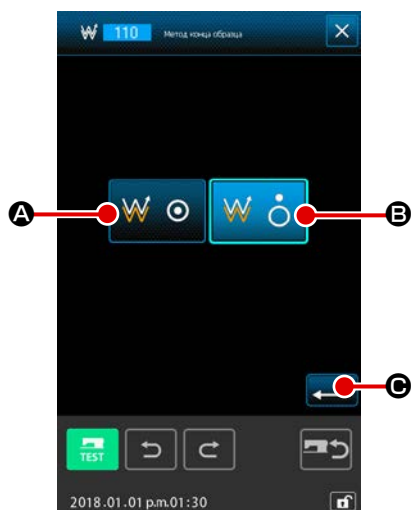 110 Метод конца образца
A
B
C
TEST
2018.01.01 p.m.01:30